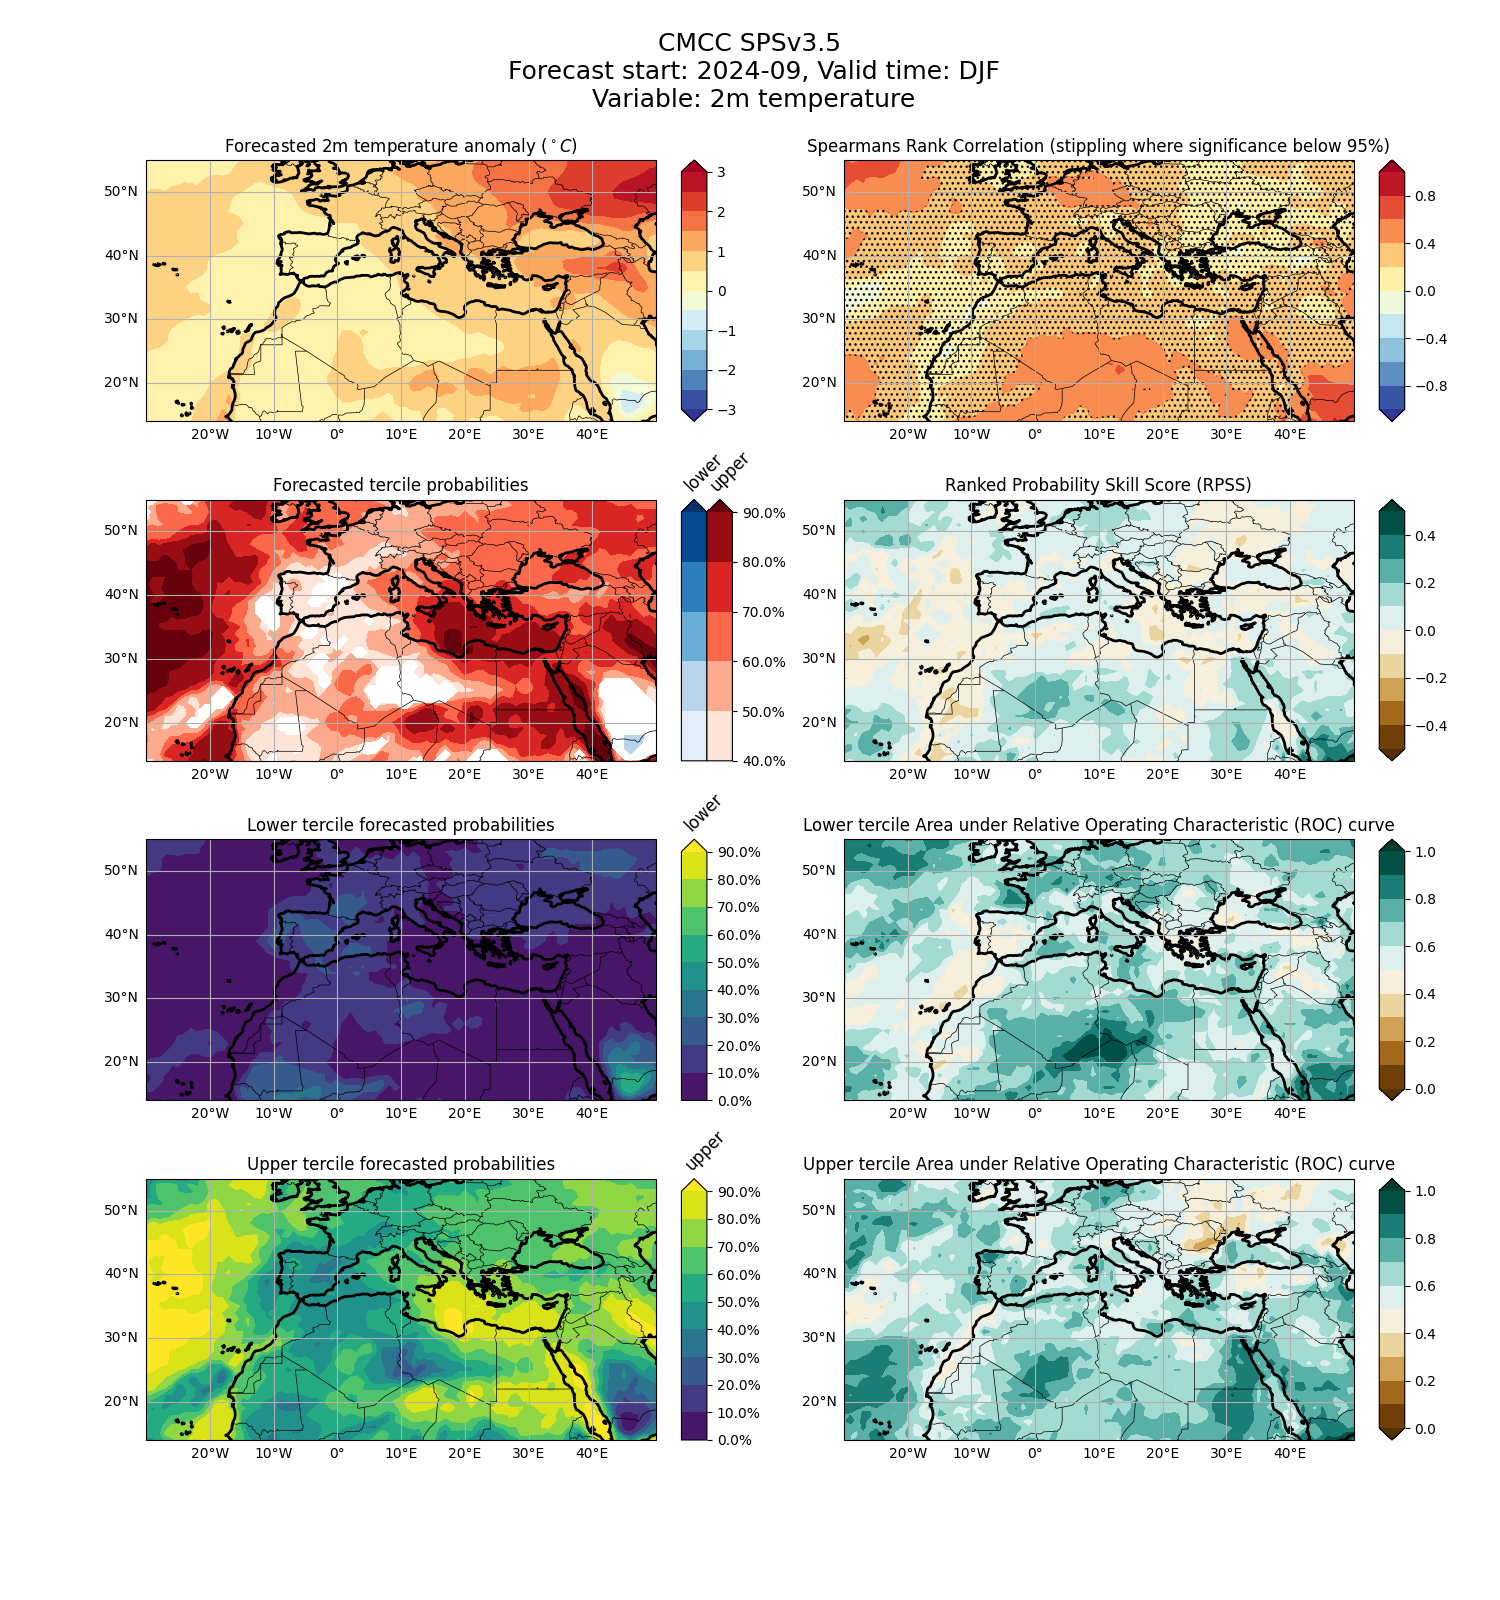 CMCC SPSv3.5
Forecast start: 2024-09, Valid time: DJF
Variable: 2m temperature
Forecasted 2m temperature anomaly (°C)
50°N
40°N
30°N
20°N
20°W 10°W 0° 10°E 20°E 30°E 40°E
3
2
1
0
−1
−2
−3
Spearmans Rank Correlation (stippling where significance below 95%)
50°N
40°N
30°N
20°N
20°W 10°W 0° 10°E 20°E 30°E 40°E
0.8
0.4
0.0
−0.4
−0.8
Forecasted tercile probabilities
50°N
40°N
30°N
20°N
20°W 10°W 0° 10°E 20°E 30°E 40°E
lower
upper
90.0%
80.0%
70.0%
60.0%
50.0%
40.0%
Ranked Probability Skill Score (RPSS)
50°N
40°N
30°N
20°N
20°W 10°W 0° 10°E 20°E 30°E 40°E
0.4
0.2
0.0
−0.2
−0.4
Lower tercile forecasted probabilities
50°N
40°N
30°N
20°N
20°W 10°W 0° 10°E 20°E 30°E 40°E
lower
90.0%
80.0%
70.0%
60.0%
50.0%
40.0%
30.0%
20.0%
10.0%
0.0%
Lower tercile Area under Relative Operating Characteristic (ROC) curve
50°N
40°N
30°N
20°N
20°W 10°W 0° 10°E 20°E 30°E 40°E
1.0
0.8
0.6
0.4
0.2
0.0
Upper tercile forecasted probabilities
50°N
40°N
30°N
20°N
20°W 10°W 0° 10°E 20°E 30°E 40°E
upper
90.0%
80.0%
70.0%
60.0%
50.0%
40.0%
30.0%
20.0%
10.0%
0.0%
Upper tercile Area under Relative Operating Characteristic (ROC) curve
50°N
40°N
30°N
20°N
20°W 10°W 0° 10°E 20°E 30°E 40°E
1.0
0.8
0.6
0.4
0.2
0.0